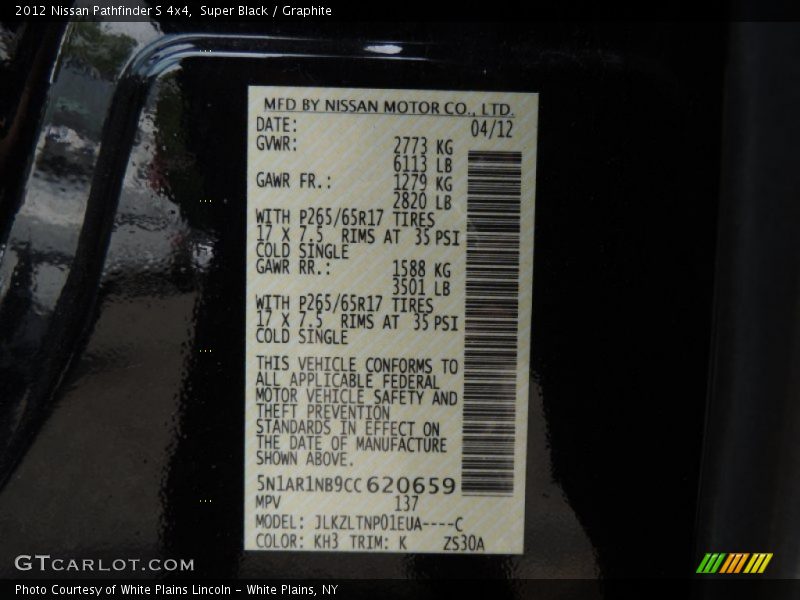 2012 Nissan Pathfinder S 4x4,  Super Black / Graphite
MFD BY NISSAN MOTOR CO., LTD.
DATE: 04/12
GVWR: 2773 KG
6113 LB
GAWR FR.: 1279 KG
2820 LB
WITH P265/65R17 TIRES
17 X 7.5 RIMS AT 35 PSI
COLD SINGLE
GAWR RR.: 1588 KG
3501 LB
WITH P265/65R17 TIRES
17 X 7.5 RIMS AT 35 PSI
COLD SINGLE
THIS VEHICLE CONFORMS TO
ALL APPLICABLE FEDERAL
MOTOR VEHICLE SAFETY AND
THEFT PREVENTION
STANDARDS IN EFFECT ON
THE DATE OF MANUFACTURE
SHOWN ABOVE.
5N1AR1NB9CC620659
MPV 137
MODEL: JLKZLTNP01EUA----C
COLOR: KH3 TRIM: K ZS30A
GTCARLOT.COM
Photo Courtesy of White Plains Lincoln - White Plains, NY